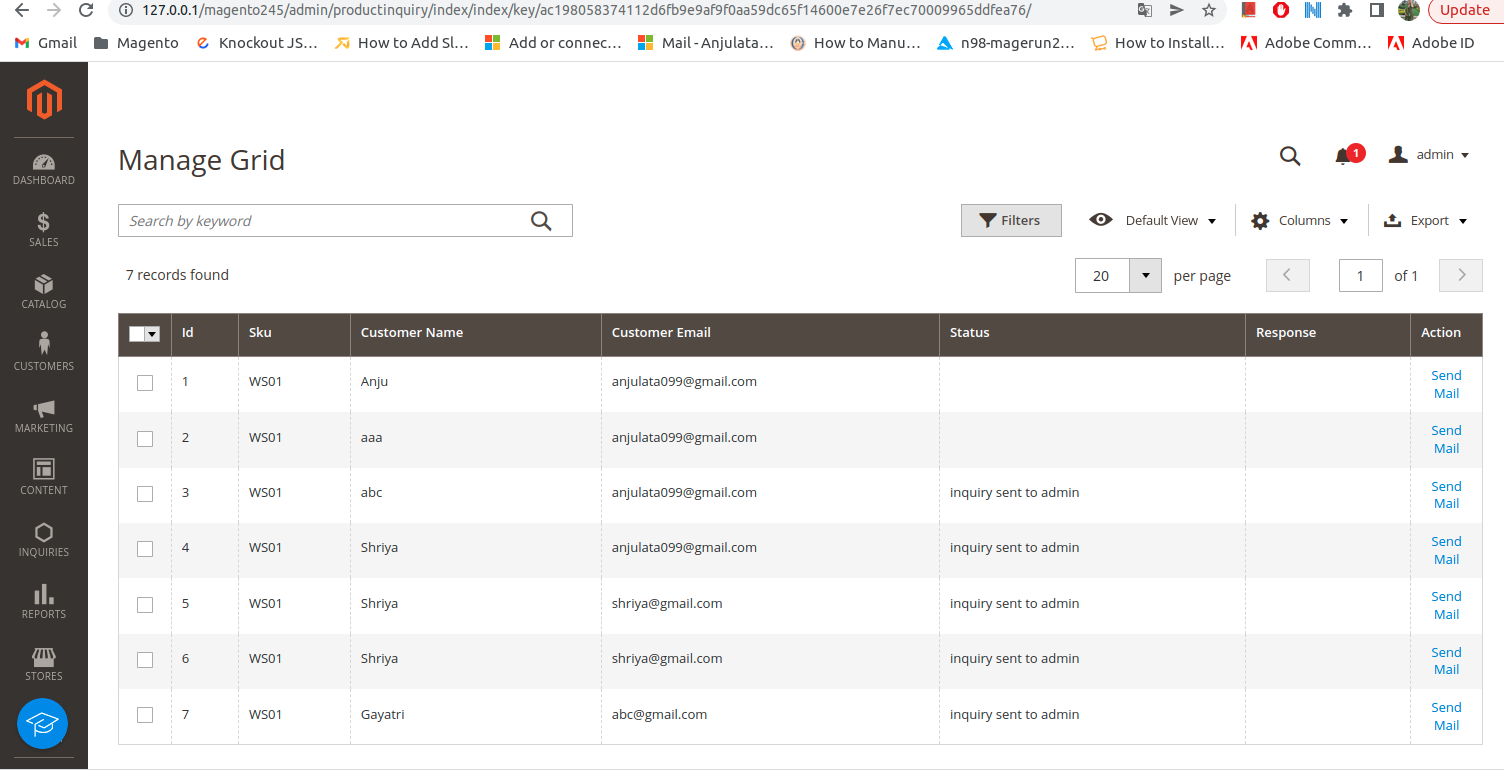 127.0.0.1/magento245/admin/productinquiry/index/index/key/ac198058374112d6fb9e9af9f0aa59dc65f14600e7e26f7ec70009965ddfea76/
Update
Gmail Magento Knockout JS... How to Add Sl... Add or connec... Mail - Anjulata... How to Manu... n98-magerun2... How to Install... Adobe Comm... Adobe ID
DASHBOARD
SALES
CATALOG
CUSTOMERS
MARKETING
CONTENT
INQUIRIES
REPORTS
STORES
Manage Grid
1
admin
Search by keyword
Filters
Default View
Columns
Export
7 records found
20 per page 1 of 1
Id Sku Customer Name Customer Email Status Response Action
1 WS01 Anju anjulata099@gmail.com Send
Mail
2 WS01 aaa anjulata099@gmail.com Send
Mail
3 WS01 abc anjulata099@gmail.com inquiry sent to admin Send
Mail
4 WS01 Shriya anjulata099@gmail.com inquiry sent to admin Send
Mail
5 WS01 Shriya shriya@gmail.com inquiry sent to admin Send
Mail
6 WS01 Shriya shriya@gmail.com inquiry sent to admin Send
Mail
7 WS01 Gayatri abc@gmail.com inquiry sent to admin Send
Mail